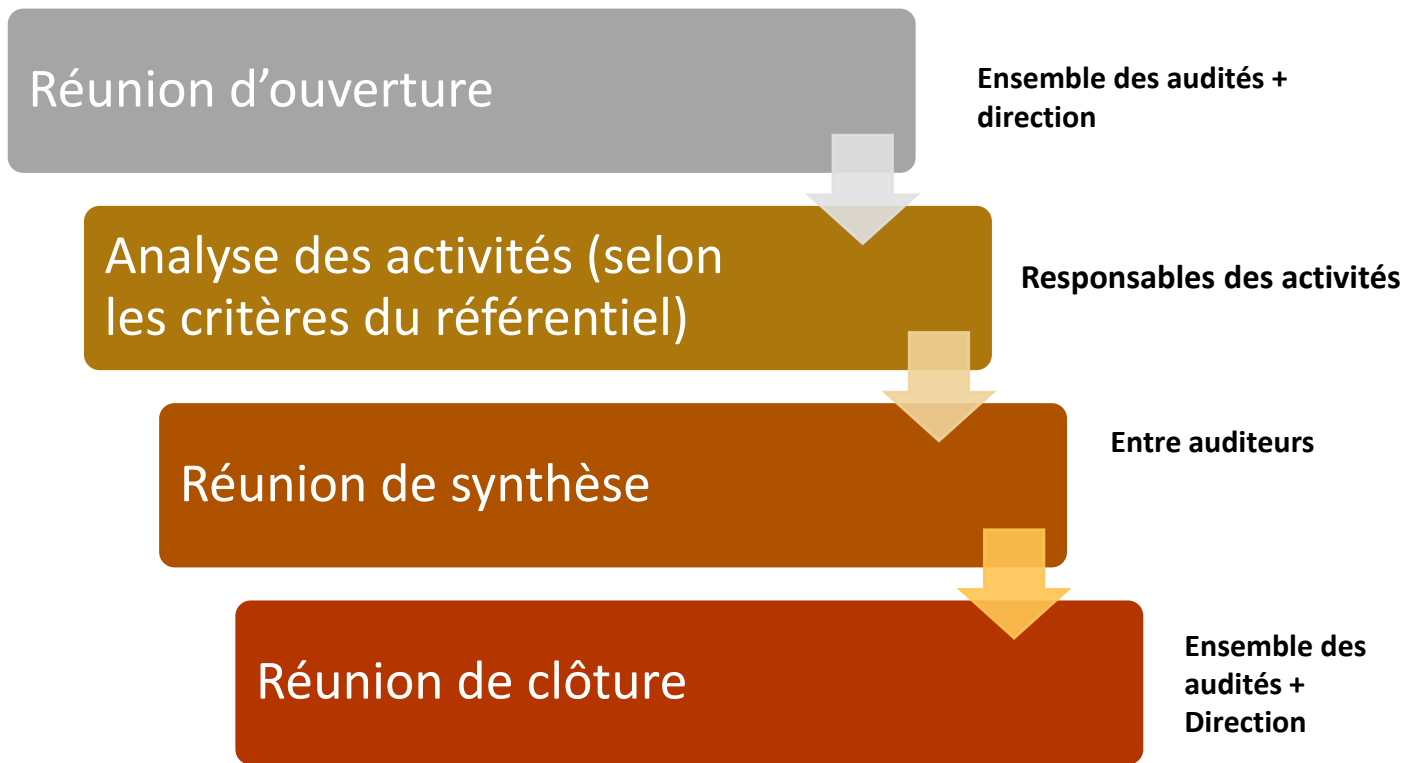 Réunion d’ouverture
Ensemble des audités +
direction
Analyse des activités (selon
les critères du référentiel)
Responsables des activités
Réunion de synthèse
Entre auditeurs
Réunion de clôture
Ensemble des
audités +
Direction